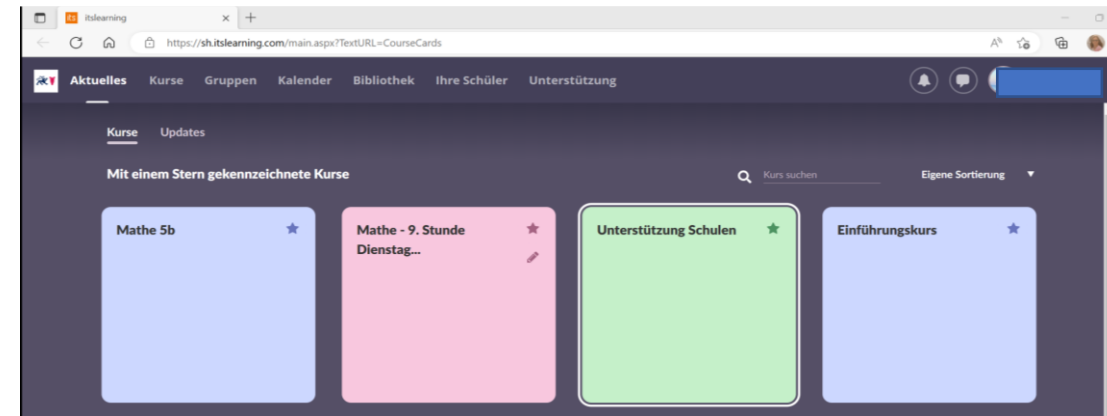 its itslearning
https://sh.itslearning.com/main.aspx?TextURL=CourseCards
Aktuelles Kurse Gruppen Kalender Bibliothek Ihre Schüler Unterstützung
Kurse Updates
Mit einem Stern gekennzeichnete Kurse Kurs suchen Eigene Sortierung
Mathe 5b Mathe - 9. Stunde Unterstützung Schulen Einführungskurs
Dienstag...